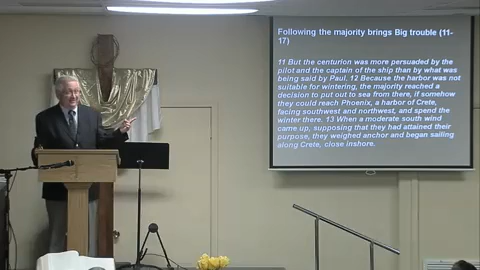 Following the majority brings Big trouble (11-
17)
11 But the centurion was more persuaded by the
pilot and the captain of the ship than by what was
being said by Paul. 12 Because the harbor was not
suitable for wintering, the majority reached a
decision to put out to sea from there, if somehow
they could reach Phoenix, a harbor of Crete,
facing southwest and northwest, and spend the
winter there. 13 When a moderate south wind
came up, supposing that they had attained their
purpose, they weighed anchor and began sailing
along Crete, close inshore.